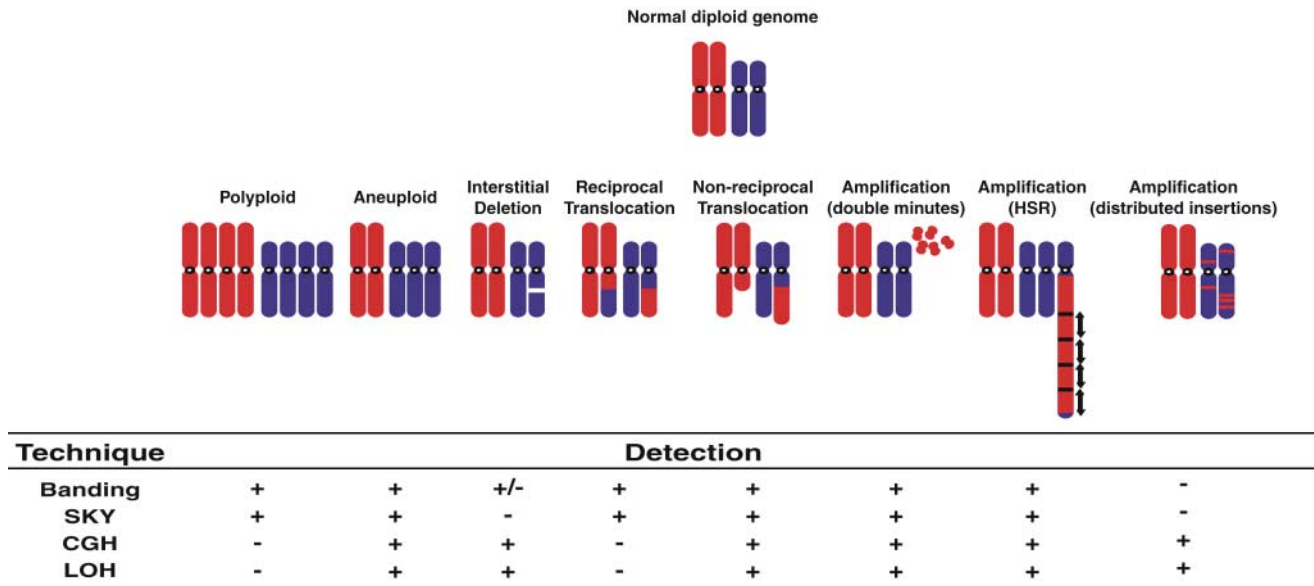 Normal diploid genome
Polyploid
Aneuploid
Interstitial
Deletion
Reciprocal
Translocation
Non-reciprocal
Translocation
Amplification
(double minutes)
Amplification
(HSR)
Amplification
(distributed insertions)
Technique Detection
Banding + + +/- + + + + -
SKY + + - + + + + -
CGH - + + - + + + +
LOH - + + - + + + +